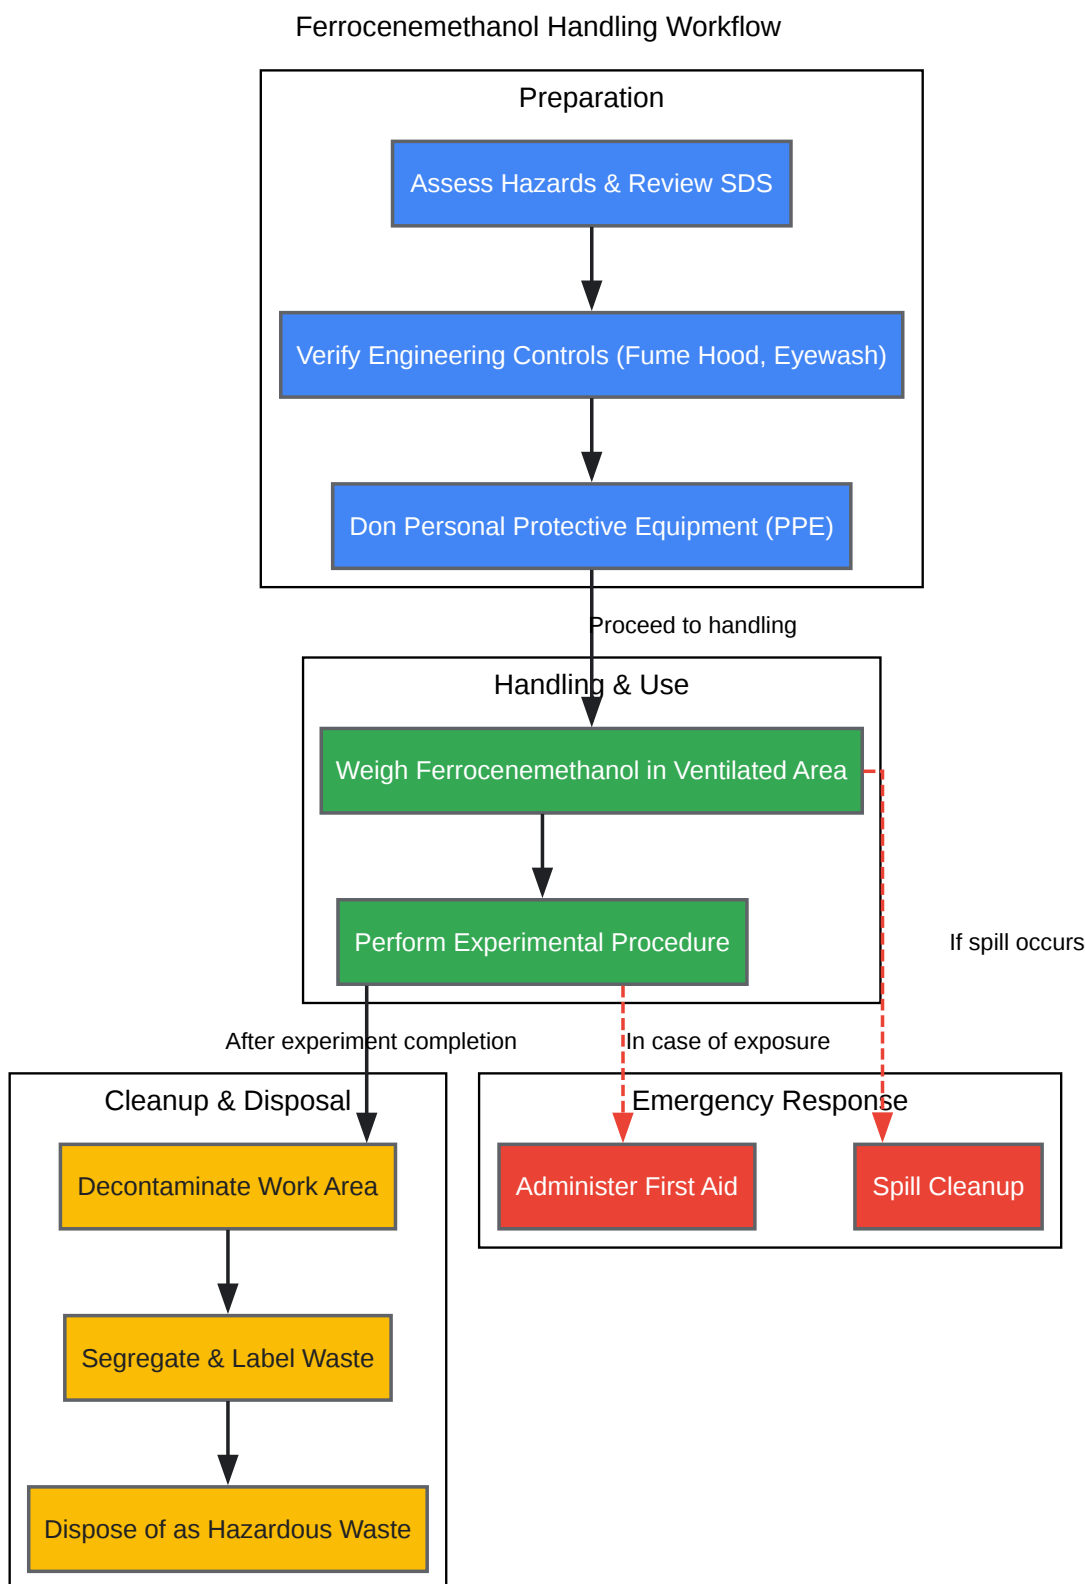 Ferrocenemethanol Handling Workflow
Preparation
Assess Hazards & Review SDS
Verify Engineering Controls (Fume Hood, Eyewash)
Don Personal Protective Equipment (PPE)
Proceed to handling
Handling & Use
Weigh Ferrocenemethanol in Ventilated Area
Perform Experimental Procedure
If spill occurs
After experiment completion
In case of exposure
Cleanup & Disposal
Emergency Response
Decontaminate Work Area
Administer First Aid
Spill Cleanup
Segregate & Label Waste
Dispose of as Hazardous Waste